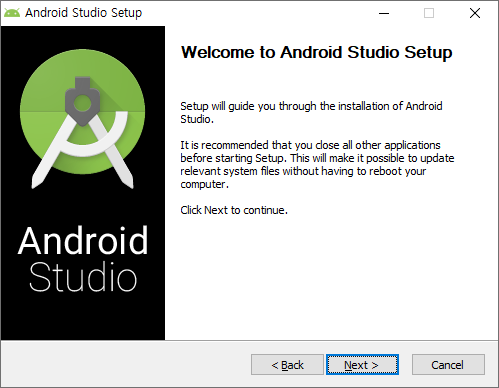 Android Studio Setup
Welcome to Android Studio Setup
Setup will guide you through the installation of Android
Studio.
It is recommended that you close all other applications
before starting Setup. This will make it possible to update
relevant system files without having to reboot your
computer.
Click Next to continue.
Android
Studio
< Back
Next >
Cancel